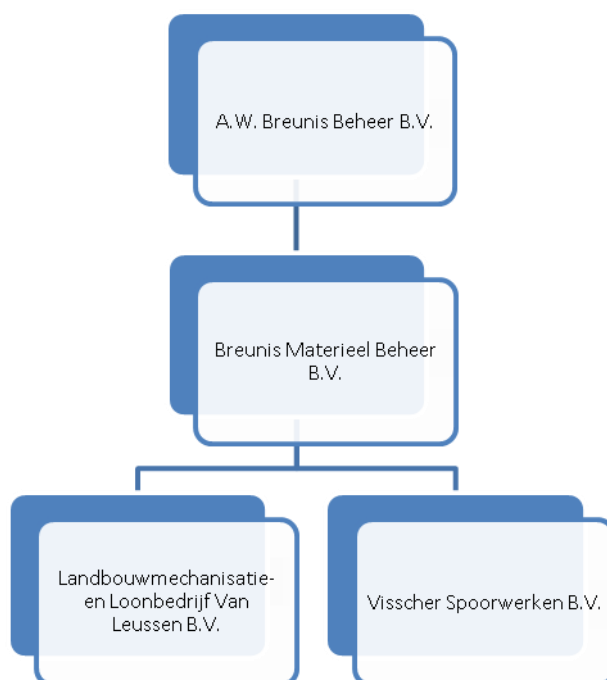 A.W. Breunis Beheer B.V.
Breunis Materieel Beheer
B.V.
Landbouwmechanisatie-
en Loonbedrijf Van
Leussen B.V.
Visscher Spoorwerken B.V.